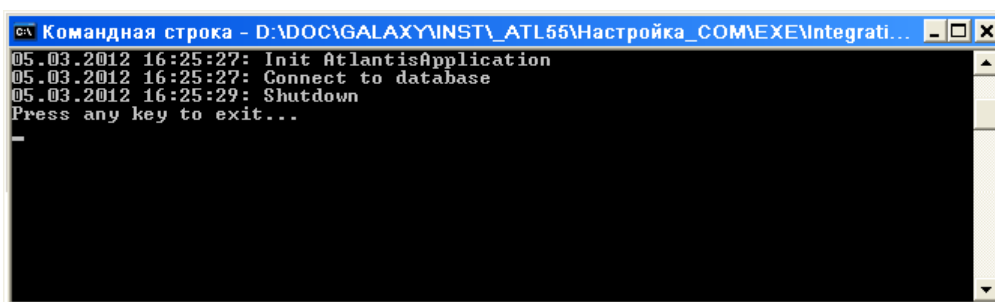 Командная строка - D:\DOC\GALAXY\INST\_ATL55\Настройка_COM\EXE\Integrati...
05.03.2012 16:25:27: Init AtlantisApplication
05.03.2012 16:25:27: Connect to database
05.03.2012 16:25:29: Shutdown
Press any key to exit...